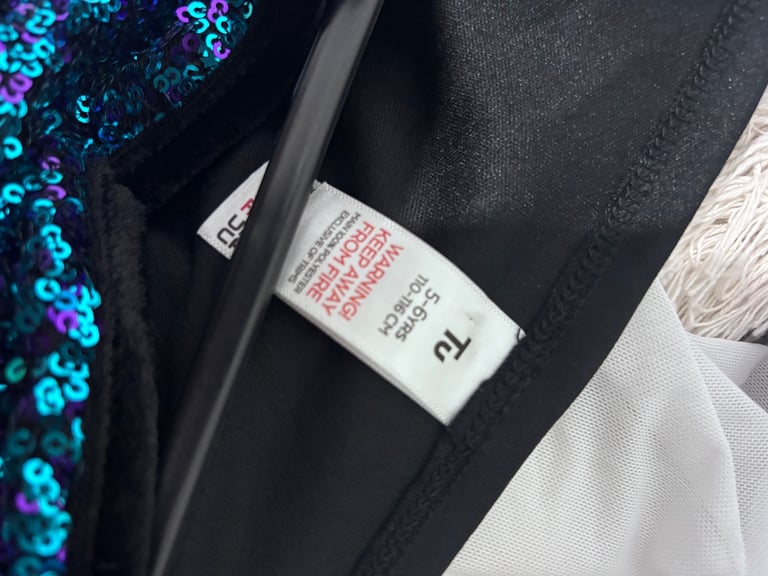 Tu
5-6YRS
110-116 CM
WARNING!
KEEP AWAY
FROM FIRE
MAIN 100% POLYESTER
EXCLUSIVE OF TRIMS